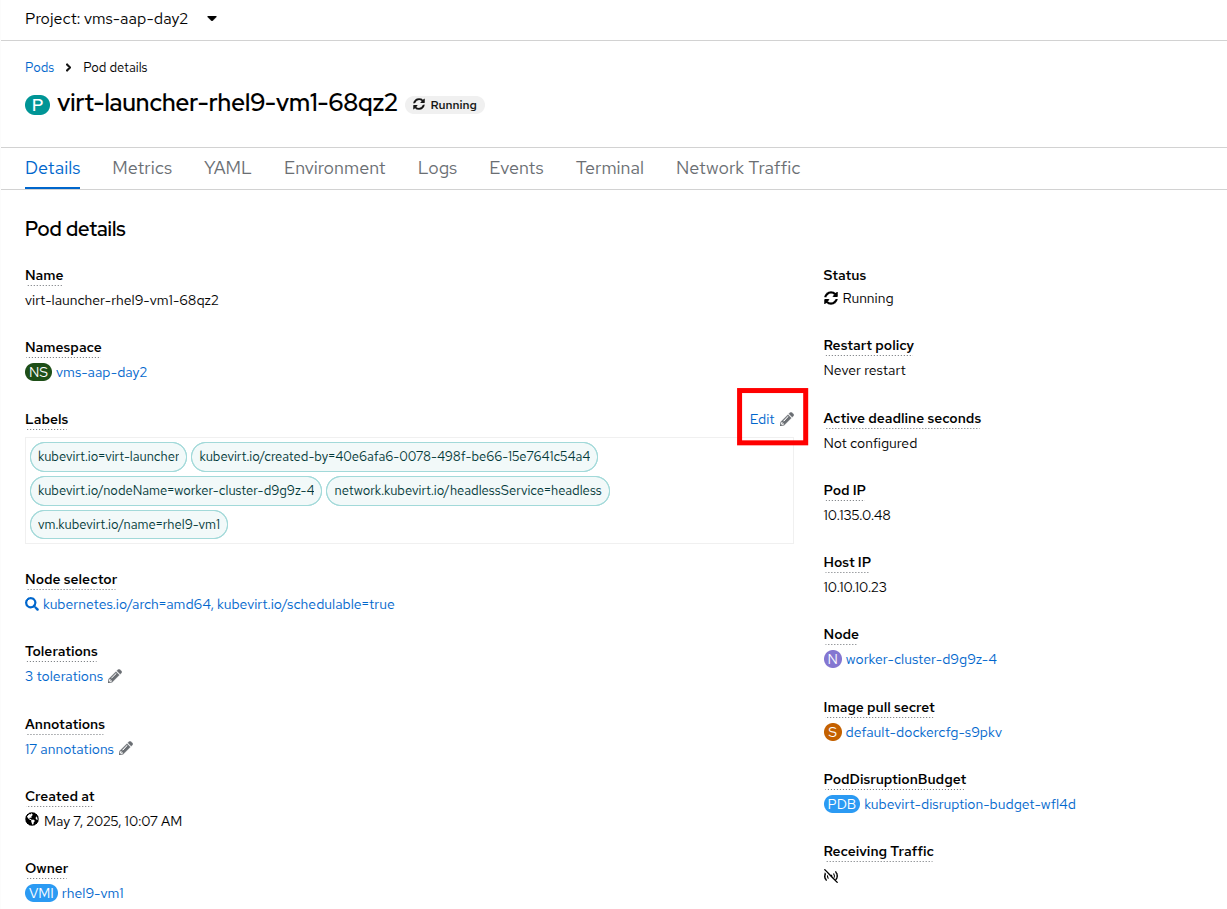 Project: vms-aap-day2
Pods > Pod details
P virt-launcher-rhel9-vm1-68qz2 Running
Details Metrics YAML Environment Logs Events Terminal Network Traffic
Pod details
Name
virt-launcher-rhel9-vm1-68qz2
Namespace
NS vms-aap-day2
Labels Edit
kubevirt.io=virt-launcher kubevirt.io/created-by=40e6afa6-0078-498f-be66-15e7641c54a4
kubevirt.io/nodeName=worker-cluster-d9g9z-4 network.kubevirt.io/headlessService=headless
vm.kubevirt.io/name=rhel9-vm1
Node selector
kubernetes.io/arch=amd64, kubevirt.io/schedulable=true
Tolerations
3 tolerations
Annotations
17 annotations
Created at
May 7, 2025, 10:07 AM
Owner
VMI rhel9-vm1
Status
Running
Restart policy
Never restart
Active deadline seconds
Not configured
Pod IP
10.135.0.48
Host IP
10.10.10.23
Node
N worker-cluster-d9g9z-4
Image pull secret
S default-dockercfg-s9pkv
PodDisruptionBudget
PDB kubevirt-disruption-budget-wfl4d
Receiving Traffic